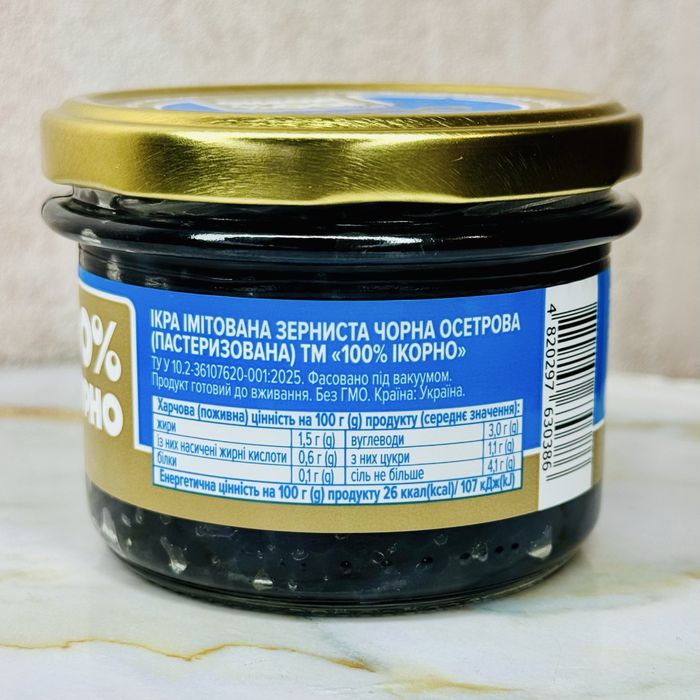 0%
РНО
ІКРА ІМІТОВАНА ЗЕРНИСТА ЧОРНА ОСЕТРОВА
(ПАСТЕРИЗОВАНА) ТМ «100% ІКОРНО»
ТУ У 10.2-36107620-001:2025. Фасовано під вакуумом.
Продукт готовий до вживання. Без ГМО. Країна: Україна.
Харчова (поживна) цінність на 100 г (g) продукту (середнє значення):
жири 1,5 г (g) вуглеводи 3,0 г (g)
із них насичені жирні кислоти 0,6 г (g) з них цукри 1,1 г (g)
білки 0,1 г (g) сіль не більше 4,1 г (g)
Енергетична цінність на 100 г (g) продукту 26 ккал(kcal)/ 107 кДж(kJ)
4 820297 630386